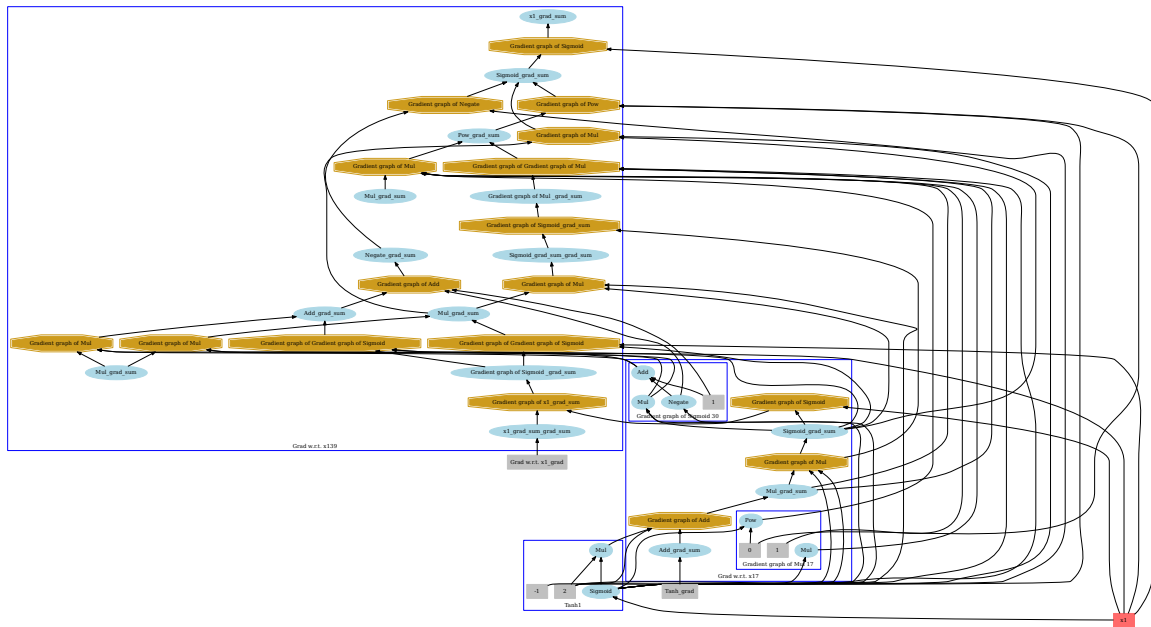 x1_grad_sum
Gradient graph of Sigmoid
Sigmoid_grad_sum
Gradient graph of Negate
Gradient graph of Pow
Pow_grad_sum
Gradient graph of Mul
Gradient graph of Mul
Gradient graph of Gradient graph of Mul
Mul_grad_sum
Gradient graph of Mul _grad_sum
Gradient graph of Sigmoid_grad_sum
Negate_grad_sum
Sigmoid_grad_sum_grad_sum
Gradient graph of Add
Gradient graph of Mul
Add_grad_sum
Mul_grad_sum
Gradient graph of Mul
Gradient graph of Mul
Gradient graph of Gradient graph of Sigmoid
Gradient graph of Gradient graph of Sigmoid
Mul_grad_sum
Gradient graph of Sigmoid _grad_sum
Add
Gradient graph of x1_grad_sum
Mul
Negate
1
Gradient graph of Sigmoid
Gradient graph of Sigmoid 38
x1_grad_sum_grad_sum
Sigmoid_grad_sum
Grad w.r.t. x139
Grad w.r.t. x1_grad
Gradient graph of Mul
Mul_grad_sum
Gradient graph of Add
Pow
Mul
Add_grad_sum
0
1
Mul
Gradient graph of Mul 17
Grad w.r.t. x17
-1
2
Sigmoid
Tanh_grad
Tanh1
x1